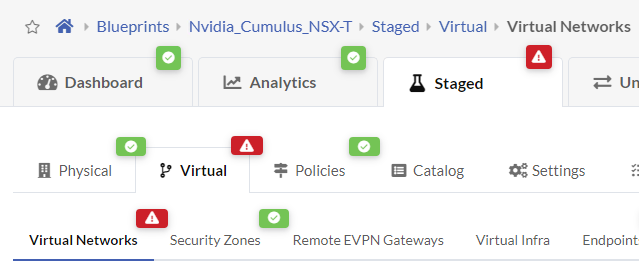 Blueprints Nvidia_Cumulus_NSX-T Staged Virtual Virtual Networks
Dashboard Analytics Staged Un
Physical Virtual Policies Catalog Settings
Virtual Networks Security Zones Remote EVPN Gateways Virtual Infra Endpoint